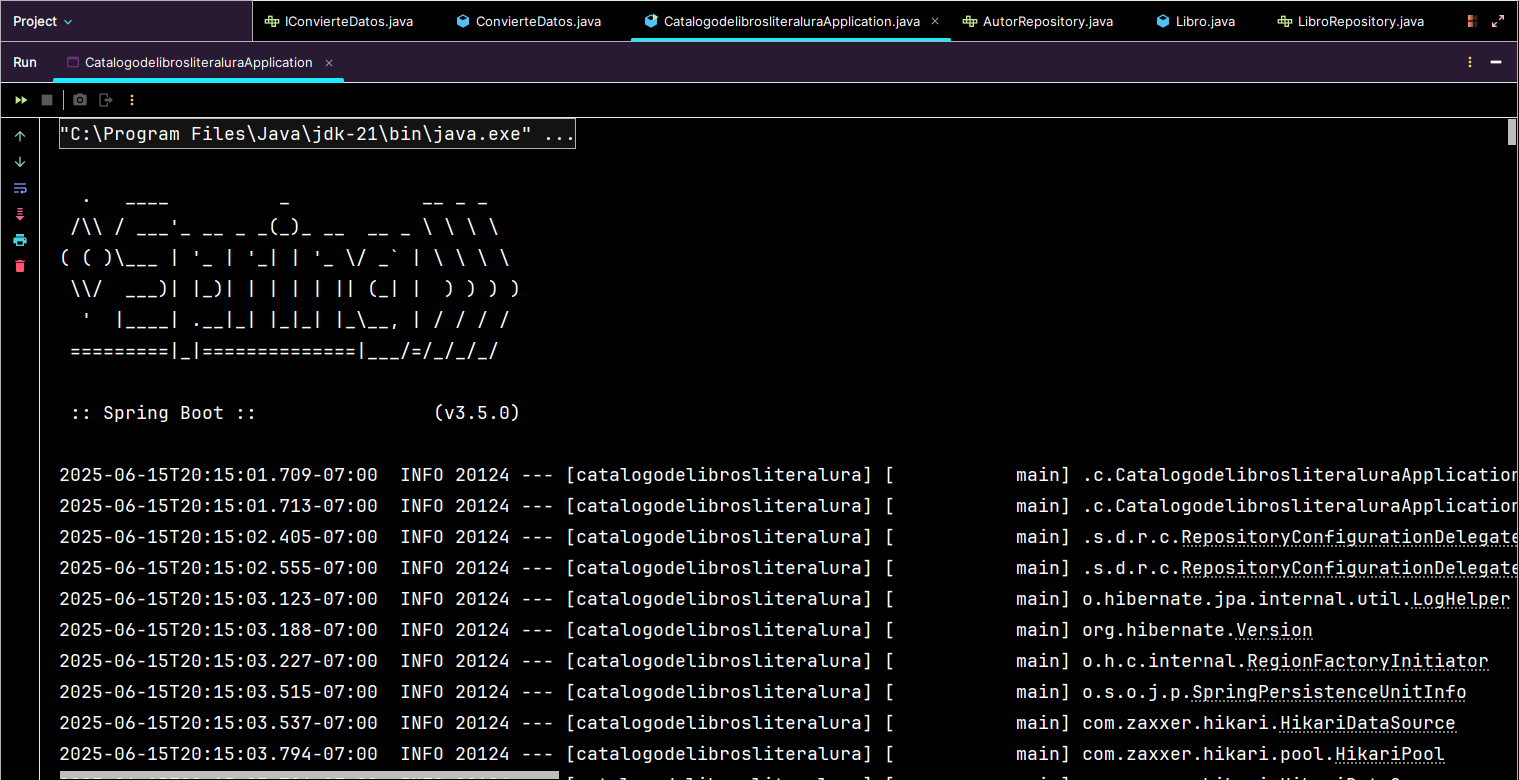 Project IConvierteDatos.java ConvierteDatos.java CatalogodelibrosliteraluraApplication.java AutorRepository.java Libro.java LibroRepository.java
Run CatalogodelibrosliteraluraApplication
"C:\Program Files\Java\jdk-21\bin\java.exe" ...
  .   ____          _            __ _ _
 /\\ / ___'_ __ _ _(_)_ __  __ _ \ \ \ \
( ( )\___ | '_ | '_| | '_ \/ _` | \ \ \ \
 \\/  ___)| |_)| | | | | || (_| |  ) ) ) )
  '  |____| .__|_| |_|_| |_\__, | / / / /
 =========|_|==============|___/=/_/_/_/
 :: Spring Boot ::                (v3.5.0)
2025-06-15T20:15:01.709-07:00  INFO 20124 --- [catalogodelibrosliteralura] [           main] .c.CatalogodelibrosliteraluraApplication
2025-06-15T20:15:01.713-07:00  INFO 20124 --- [catalogodelibrosliteralura] [           main] .c.CatalogodelibrosliteraluraApplication
2025-06-15T20:15:02.405-07:00  INFO 20124 --- [catalogodelibrosliteralura] [           main] .s.d.r.c.RepositoryConfigurationDelegate
2025-06-15T20:15:02.555-07:00  INFO 20124 --- [catalogodelibrosliteralura] [           main] .s.d.r.c.RepositoryConfigurationDelegate
2025-06-15T20:15:03.123-07:00  INFO 20124 --- [catalogodelibrosliteralura] [           main] o.hibernate.jpa.internal.util.LogHelper
2025-06-15T20:15:03.188-07:00  INFO 20124 --- [catalogodelibrosliteralura] [           main] org.hibernate.Version
2025-06-15T20:15:03.227-07:00  INFO 20124 --- [catalogodelibrosliteralura] [           main] o.h.c.internal.RegionFactoryInitiator
2025-06-15T20:15:03.515-07:00  INFO 20124 --- [catalogodelibrosliteralura] [           main] o.s.o.j.p.SpringPersistenceUnitInfo
2025-06-15T20:15:03.537-07:00  INFO 20124 --- [catalogodelibrosliteralura] [           main] com.zaxxer.hikari.HikariDataSource
2025-06-15T20:15:03.794-07:00  INFO 20124 --- [catalogodelibrosliteralura] [           main] com.zaxxer.hikari.pool.HikariPool